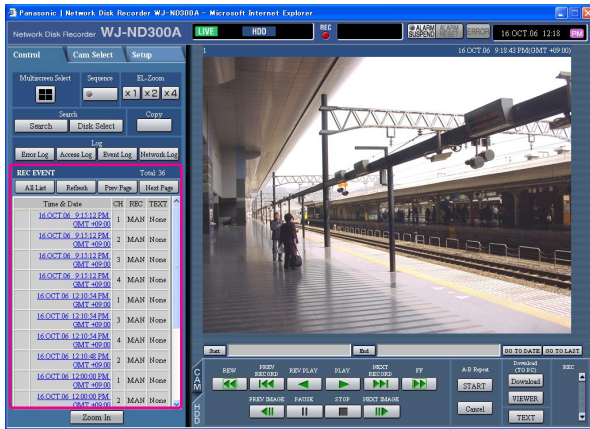 Panasonic | Network Disk Recorder WJ-ND300A - Microsoft Internet Explorer
Network Disk Recorder WJ-ND300A
LIVE HDD REC ALARM SUSPEND ALARM RESET ERROR 16.OCT.06 12:18 PM
Control Cam Select Setup
1 16.OCT.06 9:18:43 PM(GMT +09:00)
Multiscreen Select Sequence EL-Zoom
x1 x2 x4
Search Copy
Search Disk Select
Log
Error Log Access Log Event Log Network Log
REC EVENT Total: 36
All List Refresh Prev Page Next Page
Time & Date CH REC TEXT
16.OCT.06 9:15:12 PM
GMT +09:00 1 MAN None
16.OCT.06 9:15:12 PM
GMT +09:00 2 MAN None
16.OCT.06 9:15:12 PM
GMT +09:00 3 MAN None
16.OCT.06 9:15:12 PM
GMT +09:00 4 MAN None
16.OCT.06 12:10:54 PM
GMT +09:00 1 MAN None
16.OCT.06 12:10:54 PM
GMT +09:00 3 MAN None
16.OCT.06 12:10:54 PM
GMT +09:00 4 MAN None
16.OCT.06 12:10:48 PM
GMT +09:00 2 MAN None
16.OCT.06 12:00:00 PM
GMT +09:00 1 MAN None
16.OCT.06 12:00:00 PM
GMT +09:00 2 MAN None
Zoom In
Start End GO TO DATE GO TO LAST
CAM
HDD
REW PREV RECORD REV PLAY PLAY NEXT RECORD FF
PREV IMAGE PAUSE STOP NEXT IMAGE
A-B Repeat
START
Cancel
Download (TO PC)
Download
VIEWER
TEXT
REC